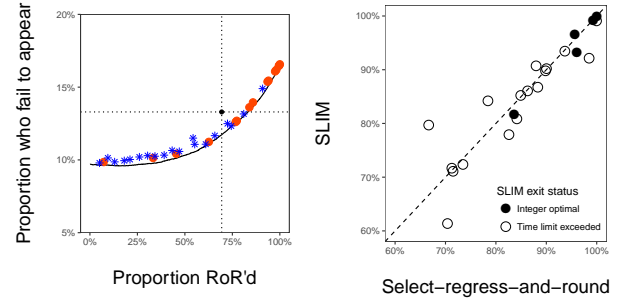 Proportion who fail to appear
20%
15%
10%
5%
0%
25%
50%
75%
100%
Proportion RoR'd
SLIM
100%
90%
80%
70%
60%
SLIM exit status
Integer optimal
Time limit exceeded
60%
70%
80%
90%
100%
Select−regress−and−round